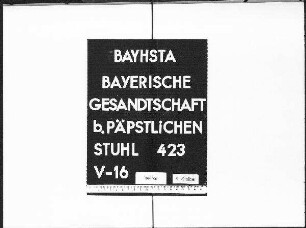 BAYHSTA
BAYERISCHE
GESANDTSCHAFT
b. PÄPSTLiCHEN
STUHL 423
V-16